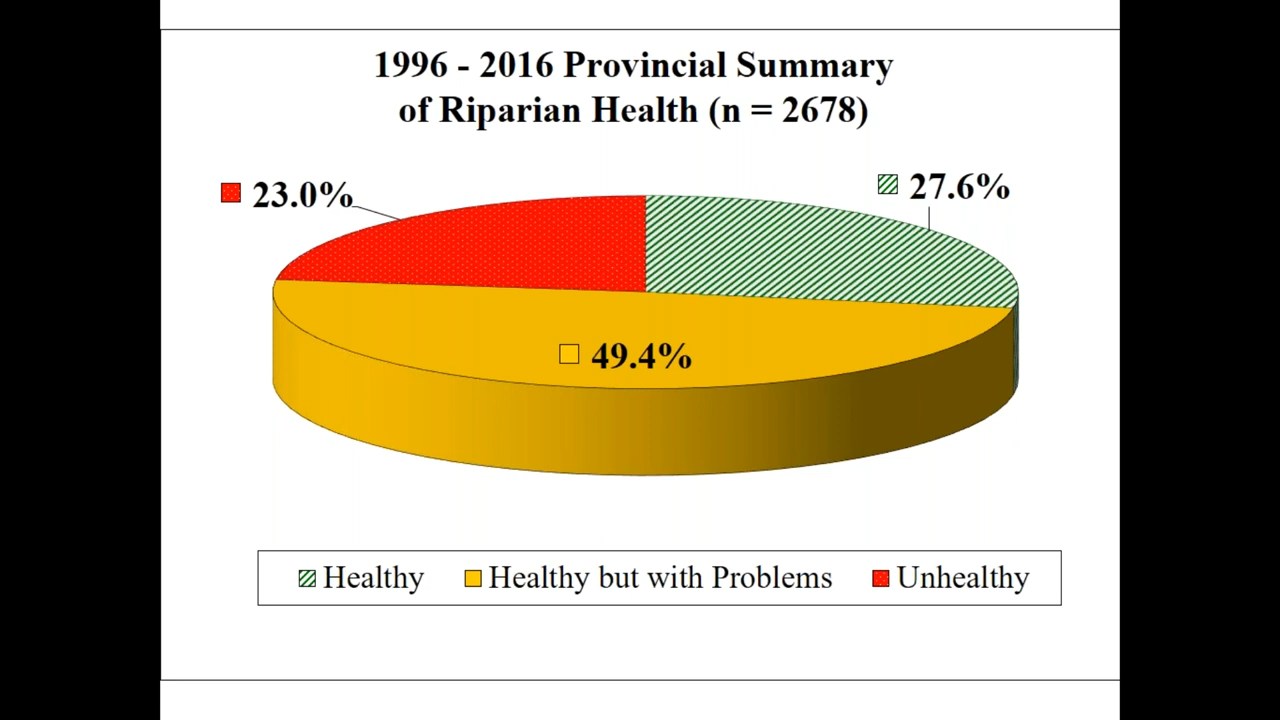 1996 - 2016 Provincial Summary
of Riparian Health (n = 2678)
23.0%
27.6%
49.4%
Healthy
Healthy but with Problems
Unhealthy